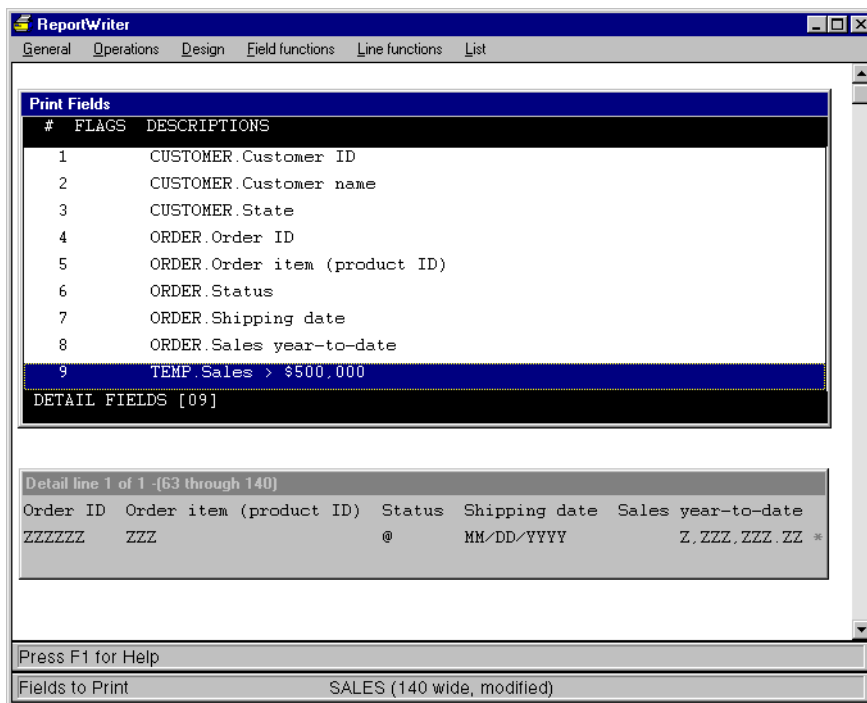 ReportWriter
General Operations Design Field functions Line functions List
Print Fields
# FLAGS DESCRIPTIONS
1 CUSTOMER.Customer ID
2 CUSTOMER.Customer name
3 CUSTOMER.State
4 ORDER.Order ID
5 ORDER.Order item (product ID)
6 ORDER.Status
7 ORDER.Shipping date
8 ORDER.Sales year-to-date
9 TEMP.Sales > $500,000
DETAIL FIELDS [09]
Detail line 1 of 1 -(63 through 140)
Order ID Order item (product ID) Status Shipping date Sales year-to-date
ZZZZZZ ZZZ @ MM/DD/YYYY Z,ZZZ,ZZZ.ZZ *
Press F1 for Help
Fields to Print SALES (140 wide, modified)